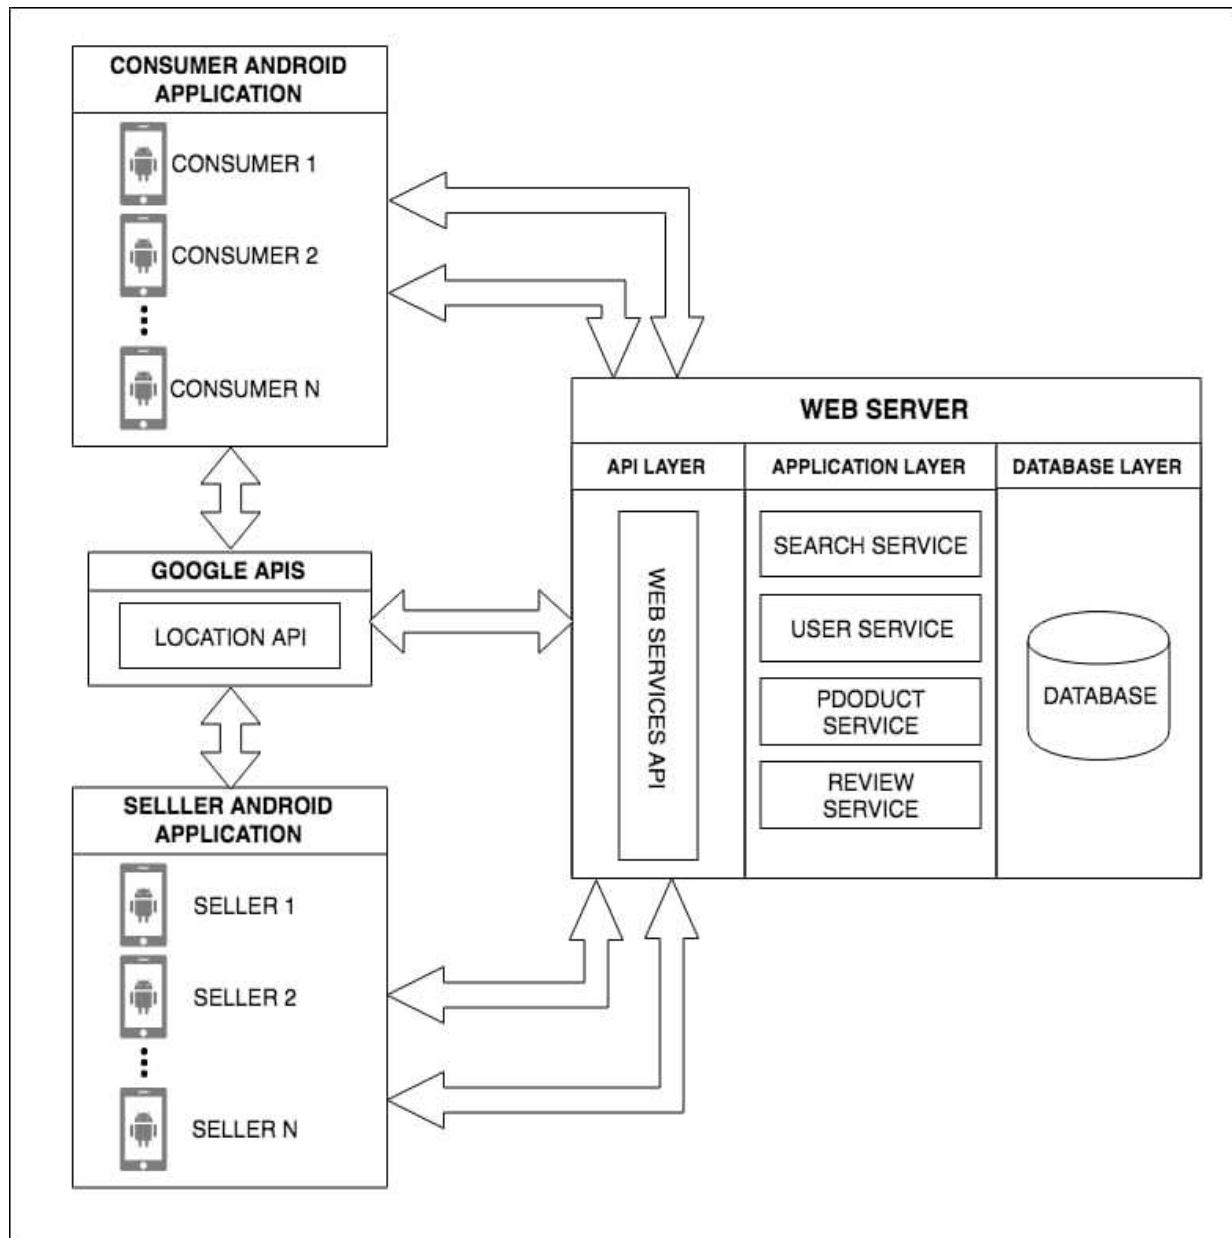 CONSUMER ANDROID
APPLICATION
CONSUMER 1
CONSUMER 2
CONSUMER N
GOOGLE APIS
LOCATION API
SELLLER ANDROID
APPLICATION
SELLER 1
SELLER 2
SELLER N
WEB SERVER
API LAYER
WEB SERVICES API
APPLICATION LAYER
SEARCH SERVICE
USER SERVICE
PDODUCT
SERVICE
REVIEW
SERVICE
DATABASE LAYER
DATABASE